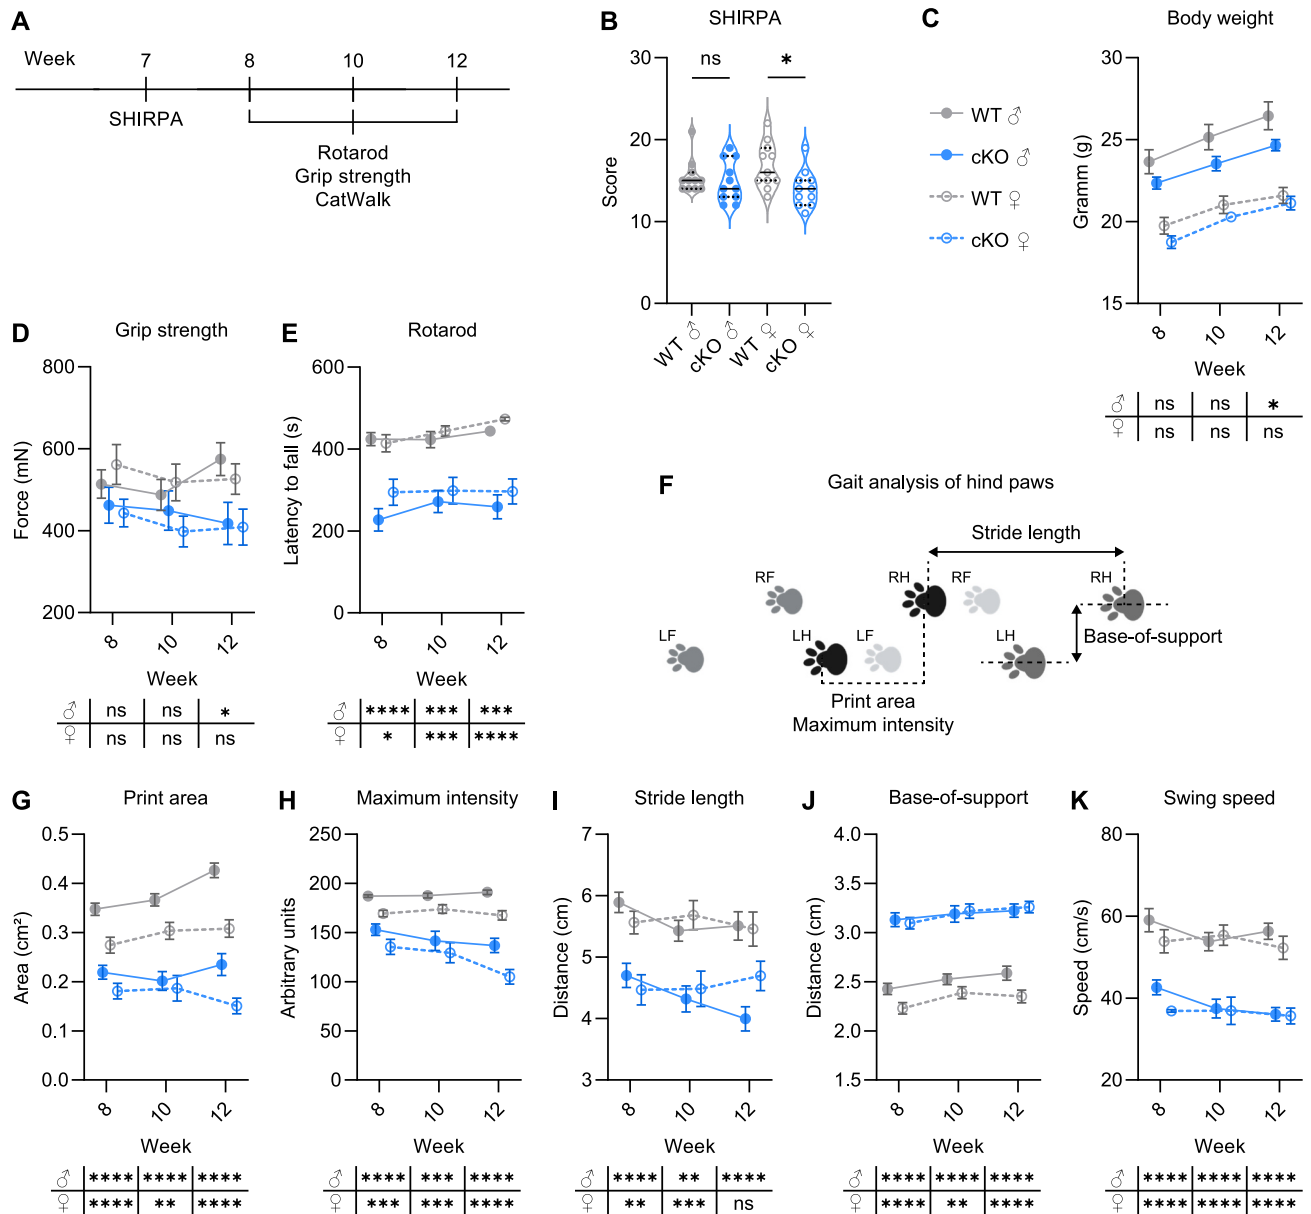 A
Week 7 8 10 12
SHIRPA
Rotarod
Grip strength
CatWalk
B
SHIRPA
Score
30
20
10
0
ns
*
WT ♂
cKO ♂
WT ♀
cKO ♀
C
Body weight
WT ♂
cKO ♂
WT ♀
cKO ♀
Gramm (g)
30
25
20
15
8 10 12
Week
♂ ns ns *
♀ ns ns ns
D
Grip strength
Force (mN)
800
600
400
200
8 10 12
Week
♂ ns ns *
♀ ns ns ns
E
Rotarod
Latency to fall (s)
600
400
200
0
8 10 12
Week
♂ **** *** ***
♀ * *** ****
F
Gait analysis of hind paws
Stride length
RF RH RF RH
LF LH LF LH
Base-of-support
Print area
Maximum intensity
G
Print area
Area (cm²)
0.5
0.4
0.3
0.2
0.1
0.0
8 10 12
Week
♂ **** **** ****
♀ **** ** ****
H
Maximum intensity
Arbitrary units
250
200
150
100
50
0
8 10 12
Week
♂ **** *** ****
♀ *** *** ****
I
Stride length
Distance (cm)
7
6
5
4
3
8 10 12
Week
♂ **** ** ****
♀ ** *** ns
J
Base-of-support
Distance (cm)
4.0
3.5
3.0
2.5
2.0
1.5
8 10 12
Week
♂ **** **** ****
♀ **** ** ****
K
Swing speed
Speed (cm/s)
80
60
40
20
8 10 12
Week
♂ **** **** ****
♀ **** **** ****